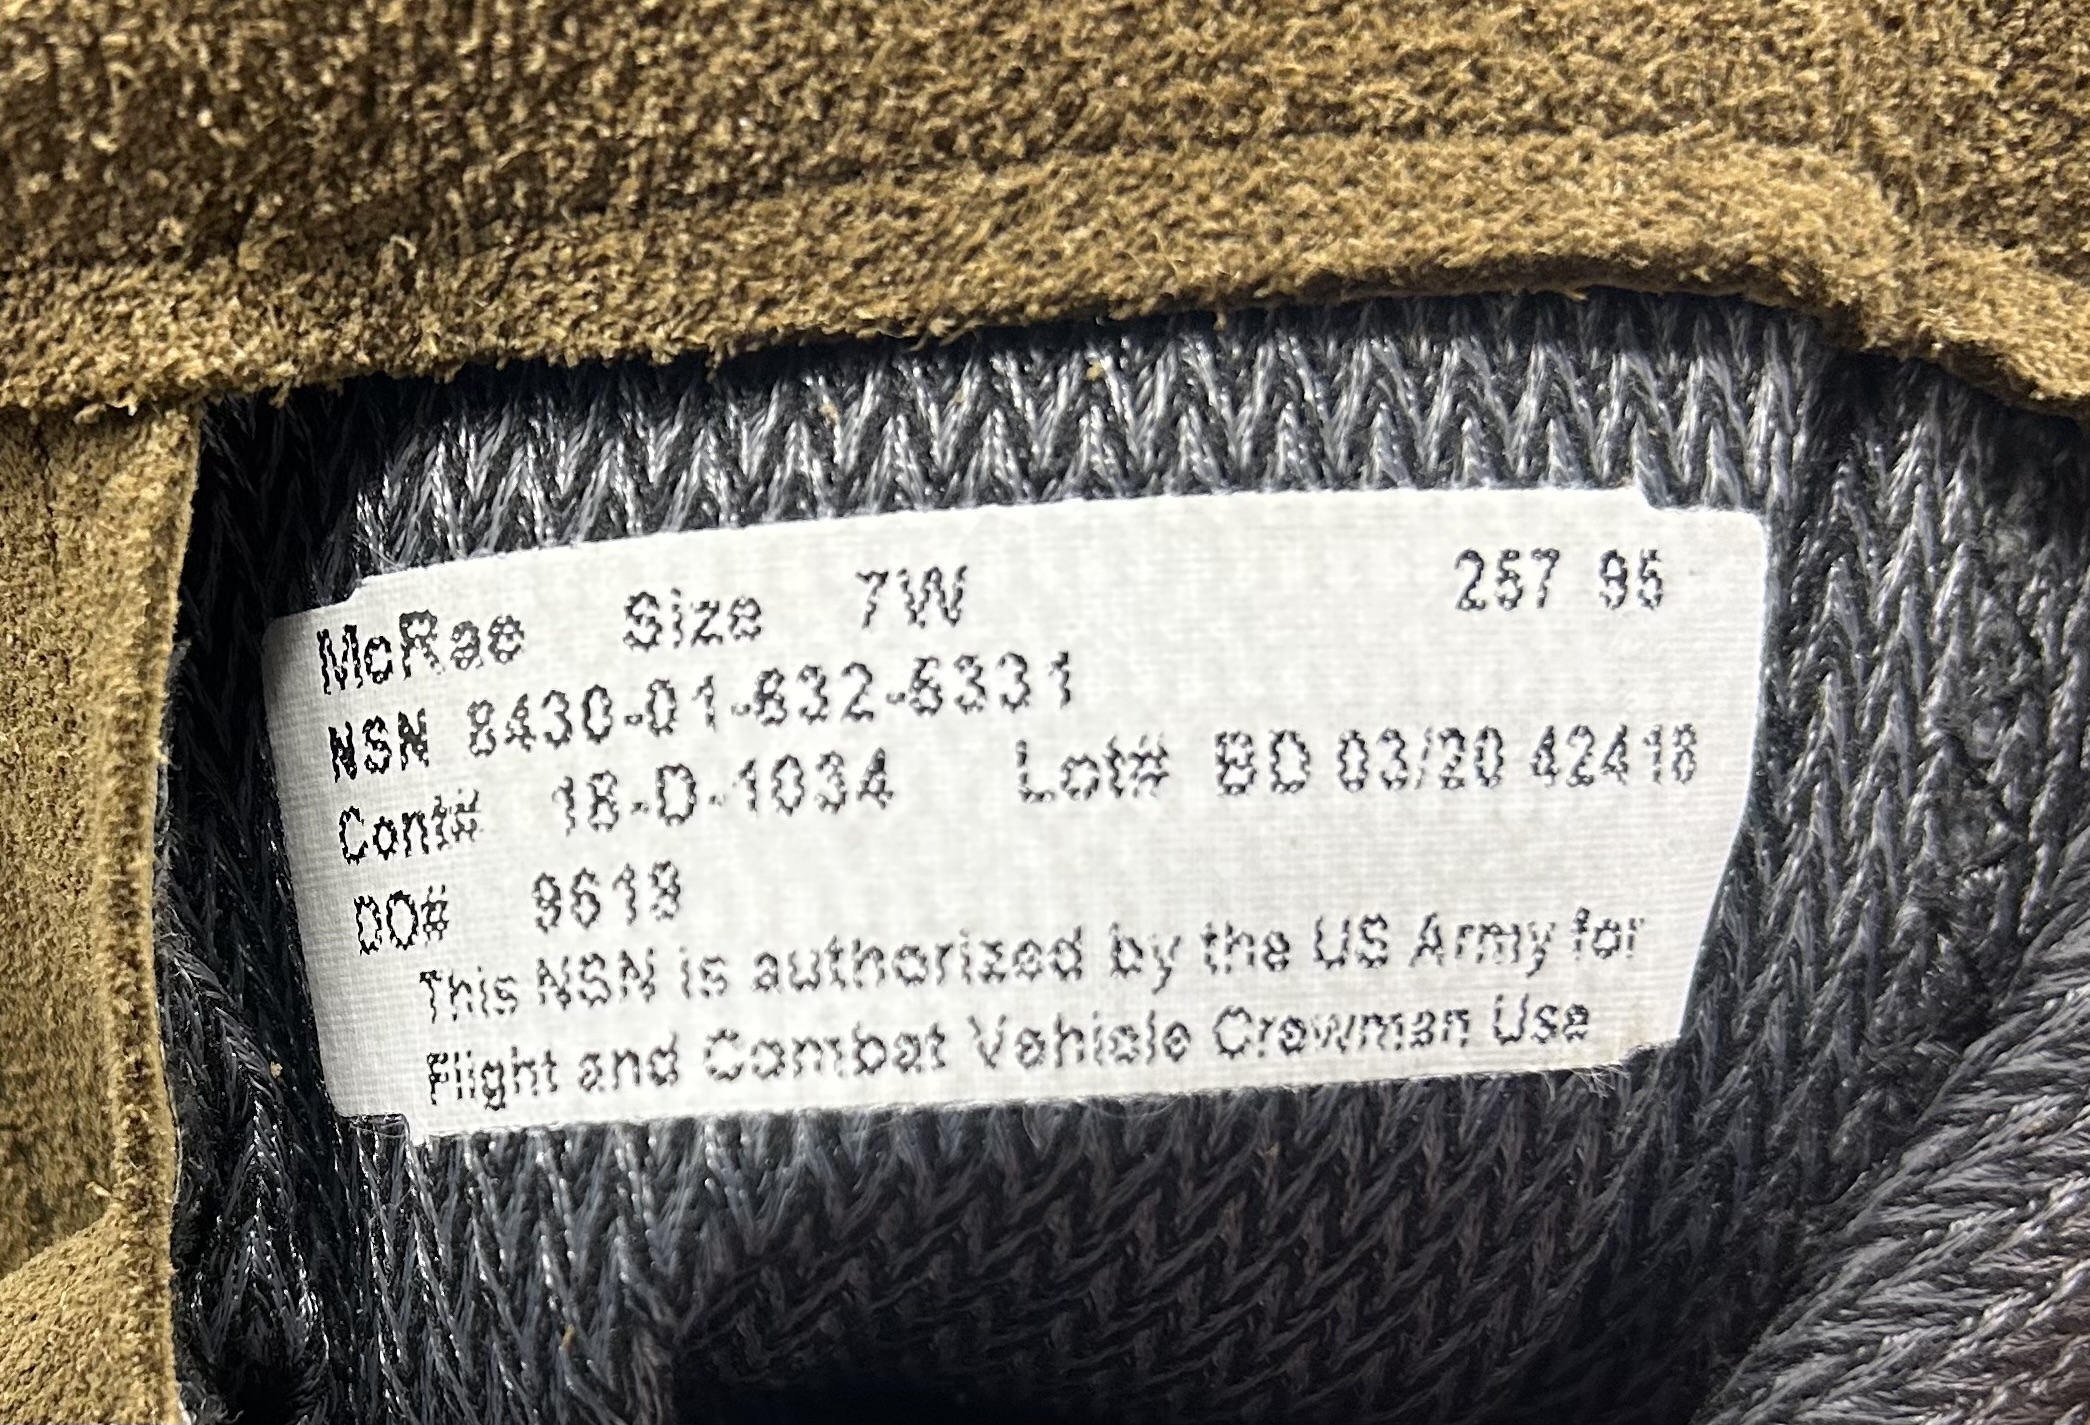 McRae Size 7W 257 95
NSN 8430-01-632-5331
Cont# 18-D-1034 Lot# BD 03/20 42418
DO# 9619
This NSN is authorized by the US Army for
Flight and Combat Vehicle Crewman Use